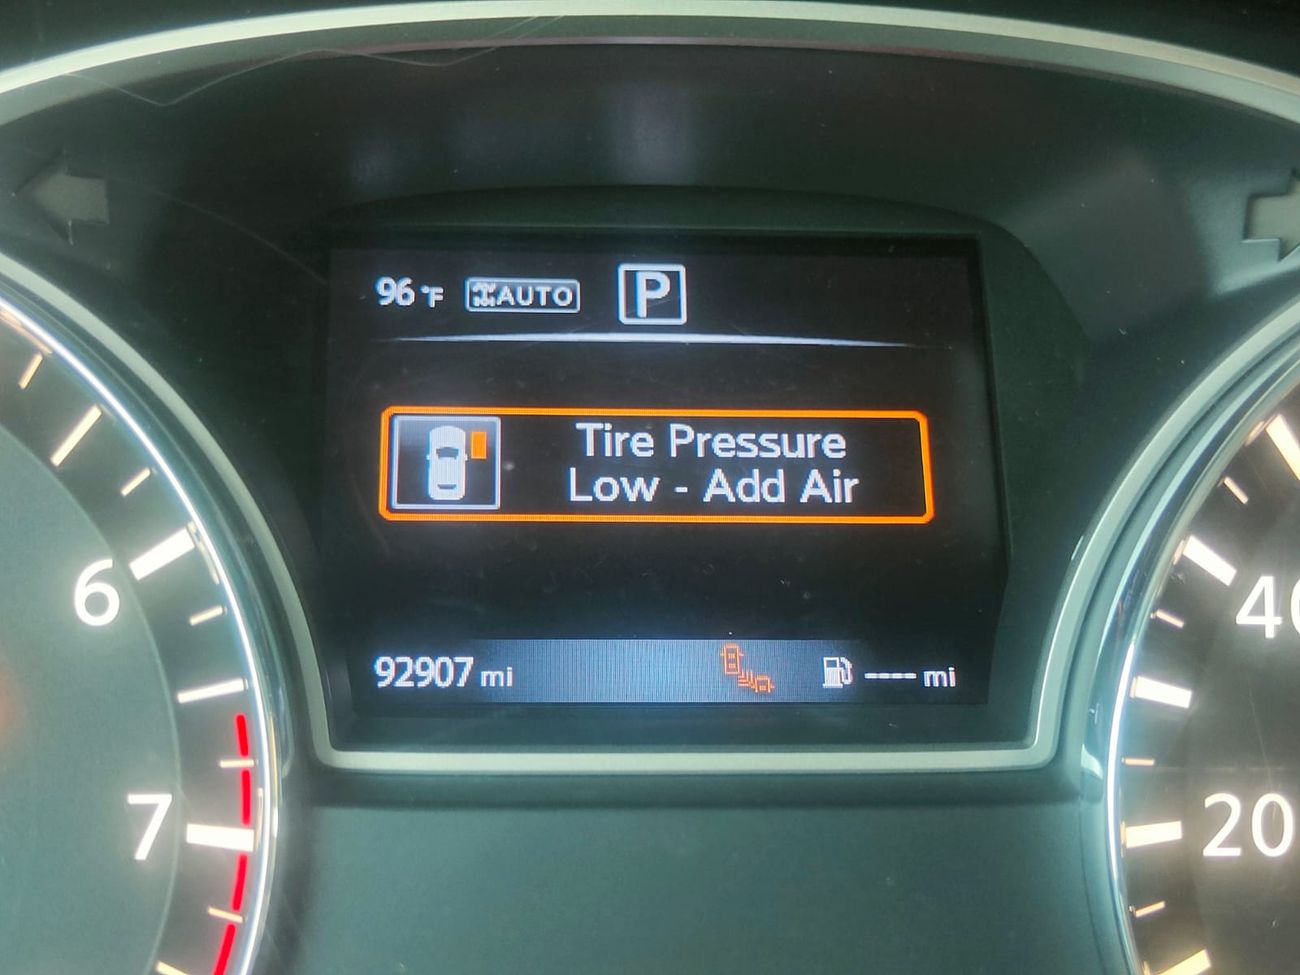 96 °F AUTO P
Tire Pressure
Low - Add Air
92907 mi ---- mi
6
7
40
20